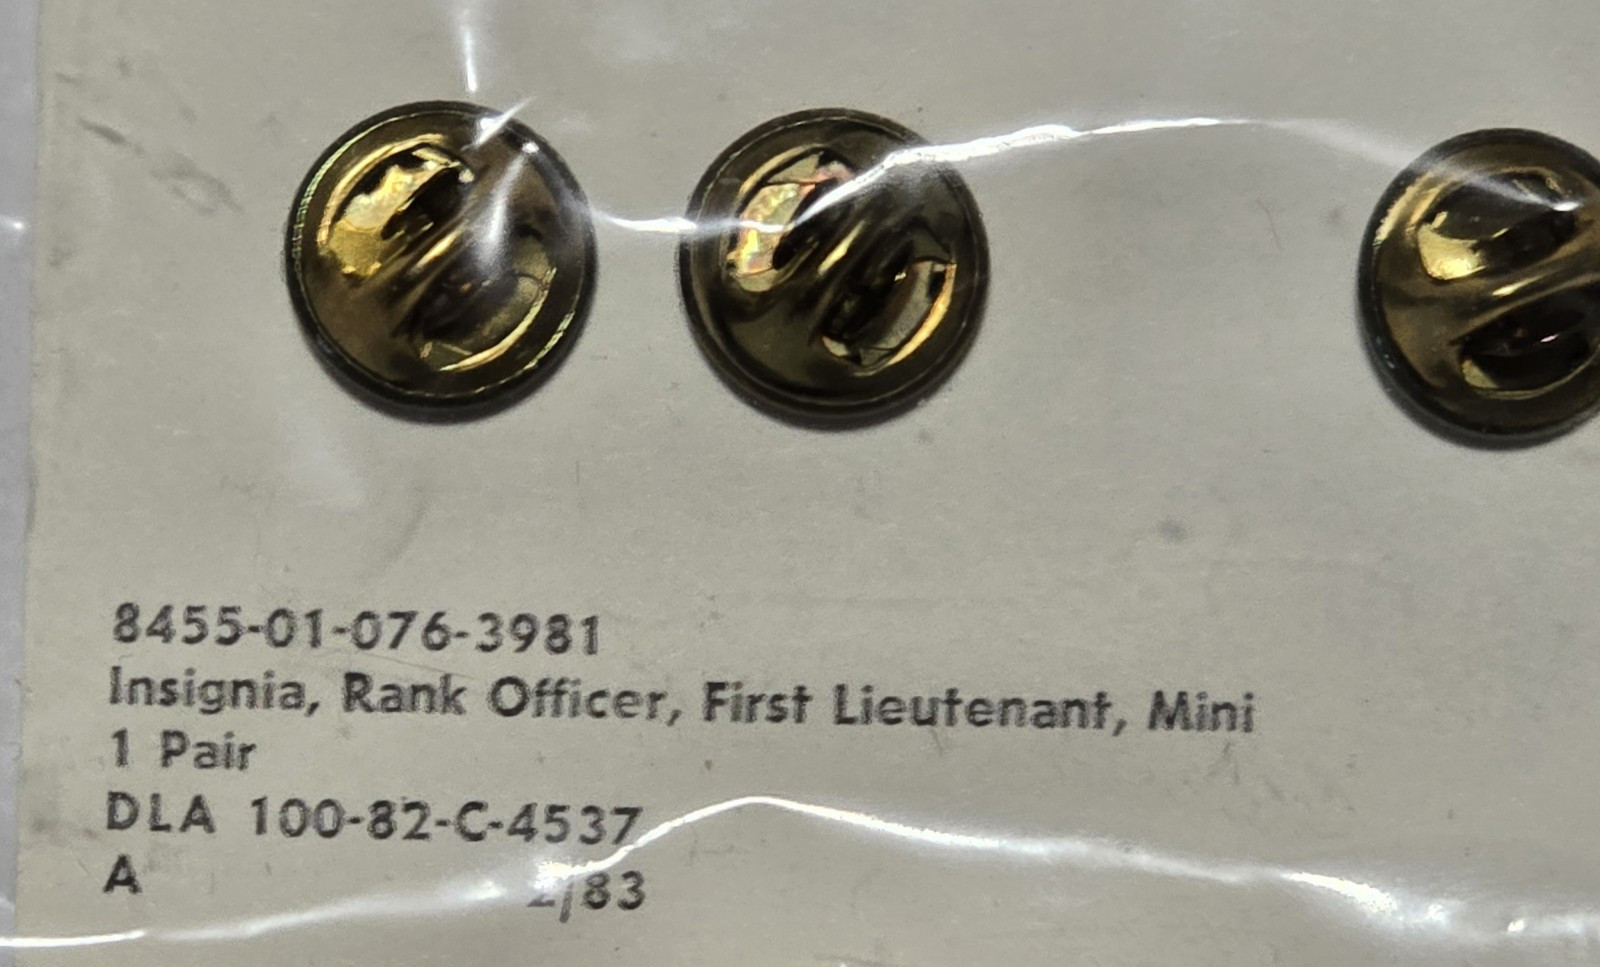 8455-01-076-3981
Insignia, Rank Officer, First Lieutenant, Mini
1 Pair
DLA 100-82-C-4537
A 2/83